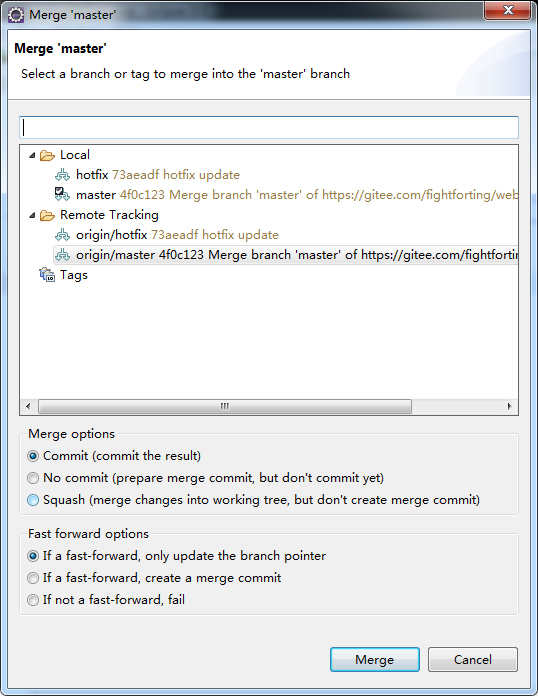 Merge 'master'
Merge 'master'
Select a branch or tag to merge into the 'master' branch
Local
hotfix 73aeadf hotfix update
master 4f0c123 Merge branch 'master' of https://gitee.com/fightforting/web
Remote Tracking
origin/hotfix 73aeadf hotfix update
origin/master 4f0c123 Merge branch 'master' of https://gitee.com/fightfortin
Tags
Merge options
Commit (commit the result)
No commit (prepare merge commit, but don't commit yet)
Squash (merge changes into working tree, but don't create merge commit)
Fast forward options
If a fast-forward, only update the branch pointer
If a fast-forward, create a merge commit
If not a fast-forward, fail
Merge
Cancel